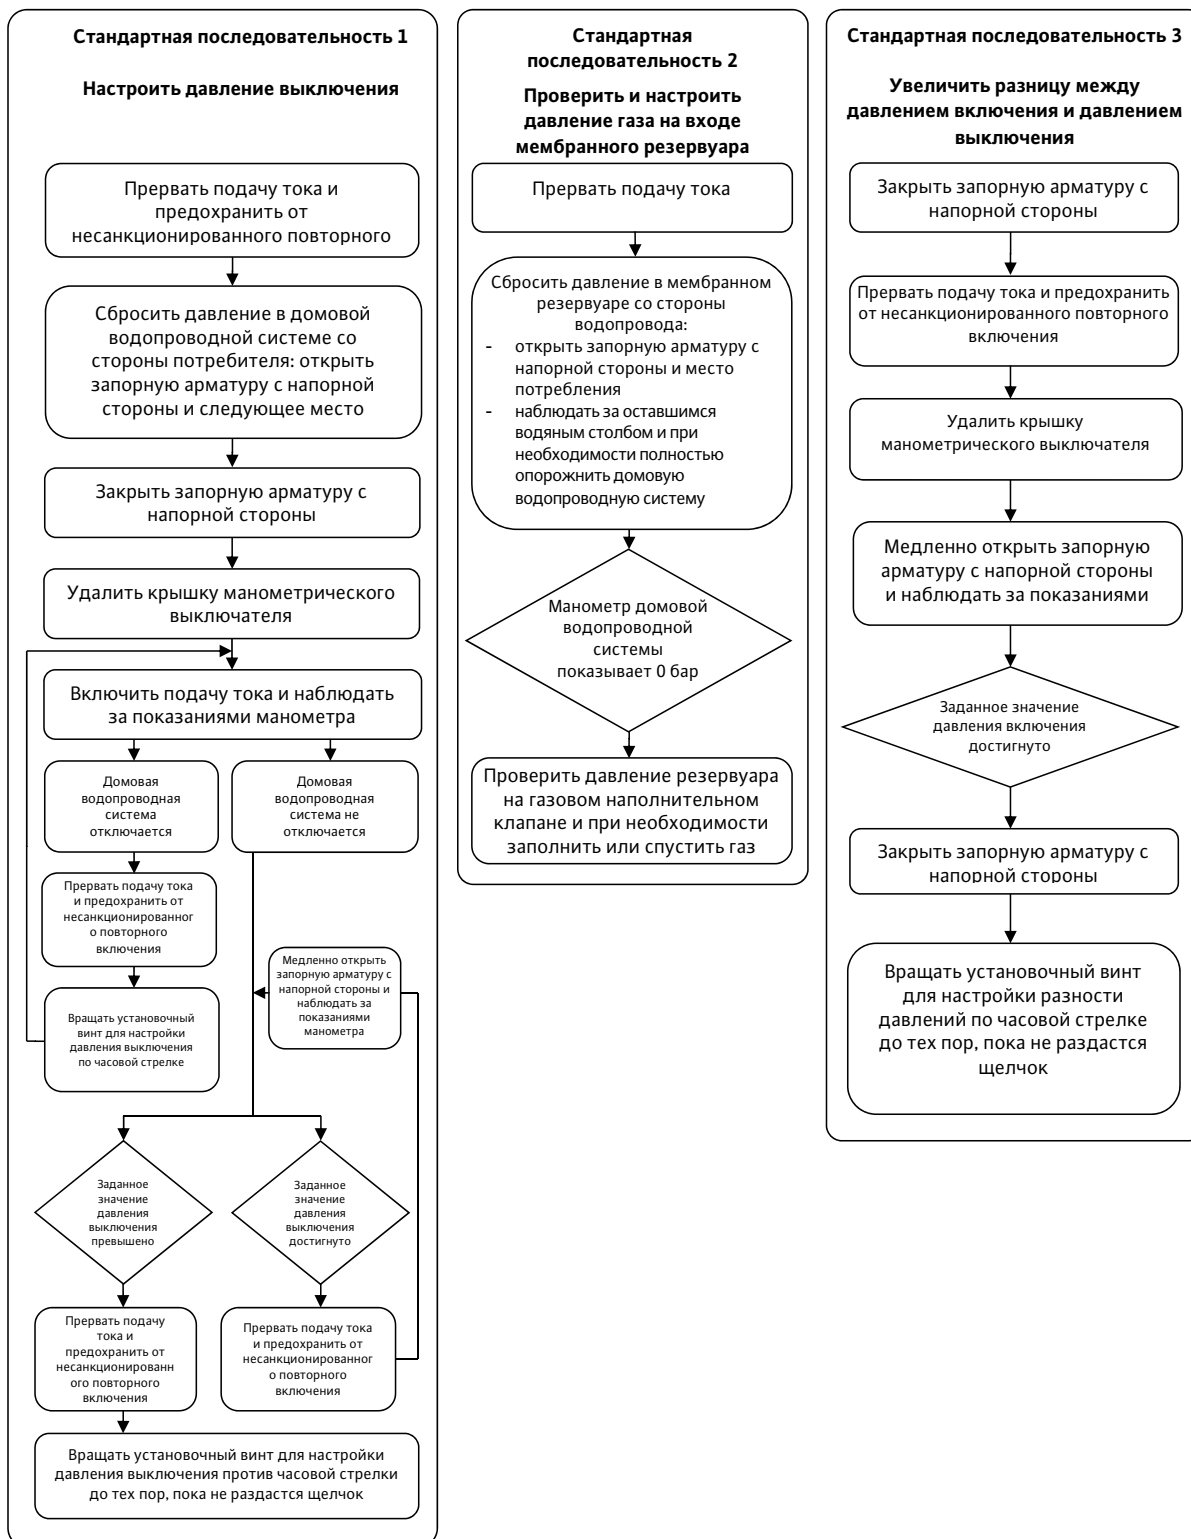 Стандартная последовательность 1
Настроить давление выключения
Прервать подачу тока и
предохранить от
несанкционированного повторного
Сбросить давление в домовой
водопроводной системе со
стороны потребителя: открыть
запорную арматуру с напорной
стороны и следующее место
Закрыть запорную арматуру с
напорной стороны
Удалить крышку манометрического
выключателя
Включить подачу тока и наблюдать
за показаниями манометра
Домовая
водопроводная
система
отключается
Домовая
водопроводная
система не
отключается
Прервать подачу тока
и предохранить от
несанкционированног
о повторного
включения
Медленно открыть
запорную арматуру с
напорной стороны и
наблюдать за
показаниями
манометра
Вращать установочный
винт для настройки
давления выключения
по часовой стрелке
Заданное
значение
давления
выключения
превышено
Заданное
значение
давления
выключения
достигнуто
Прервать подачу
тока и
предохранить от
несанкционированн
ого повторного
включения
Прервать подачу тока
и предохранить от
несанкционированног
о повторного
включения
Вращать установочный винт для настройки
давления выключения против часовой стрелки
до тех пор, пока не раздастся щелчок
Стандартная
последовательность 2
Проверить и настроить
давление газа на входе
мембранного резервуара
Прервать подачу тока
Сбросить давление в мембранном
резервуаре со стороны
водопровода:
- открыть запорную арматуру с
напорной стороны и место
потребления
- наблюдать за оставшимся
водяным столбом и при
необходимости полностью
опорожнить домовую
водопроводную систему
Манометр домовой
водопроводной
системы
показывает 0 бар
Проверить давление резервуара
на газовом наполнительном
клапане и при необходимости
заполнить или спустить газ
Стандартная последовательность 3
Увеличить разницу между
давлением включения и давлением
выключения
Закрыть запорную арматуру с
напорной стороны
Прервать подачу тока и предохранить
от несанкционированного повторного
включения
Удалить крышку
манометрического выключателя
Медленно открыть запорную
арматуру с напорной стороны
и наблюдать за показаниями
Заданное значение
давления включения
достигнуто
Закрыть запорную арматуру с
напорной стороны
Вращать установочный винт
для настройки разности
давлений по часовой стрелке
до тех пор, пока не раздастся
щелчок